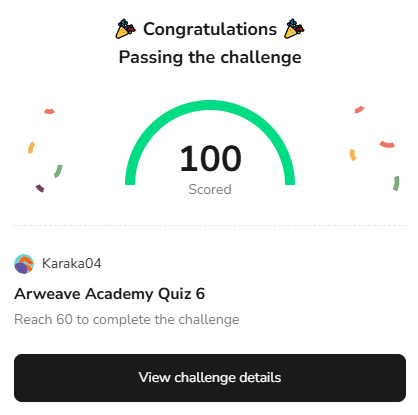 🎉 Congratulations 🎉
Passing the challenge
100
Scored
Karaka04
Arweave Academy Quiz 6
Reach 60 to complete the challenge
View challenge details